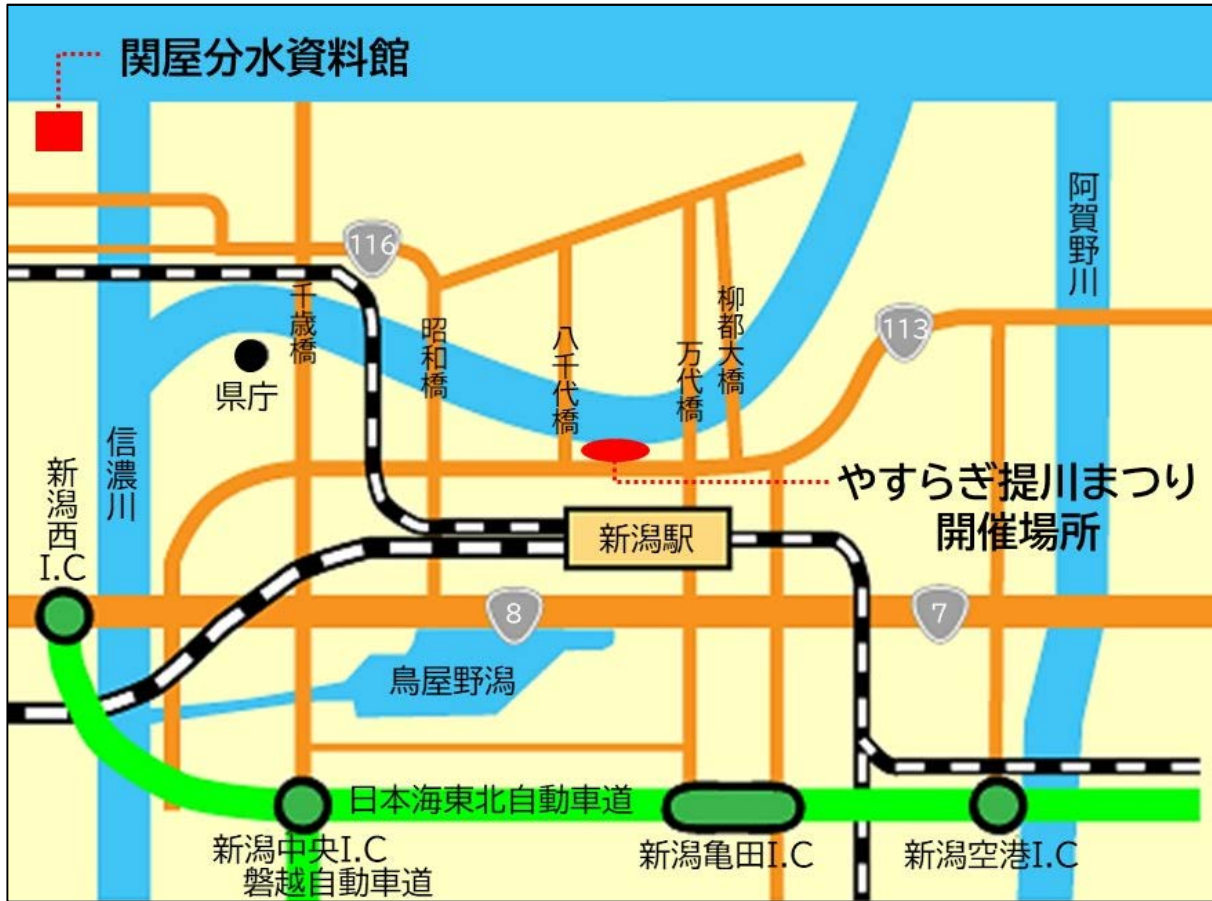 関屋分水資料館
阿賀野川
116
千歳橋
昭和橋
八千代橋
万代橋
柳都大橋
113
県庁
信濃川
新潟西
I.C
やすらぎ提川まつり
開催場所
新潟駅
8
7
鳥屋野潟
日本海東北自動車道
新潟中央I.C
磐越自動車道
新潟亀田I.C
新潟空港I.C